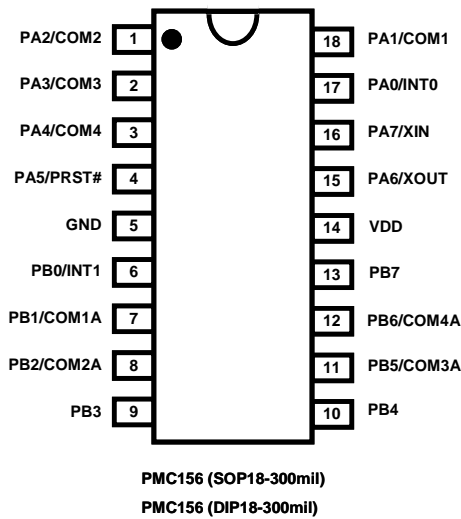 PA2/COM2 1 18 PA1/COM1
PA3/COM3 2 17 PA0/INT0
PA4/COM4 3 16 PA7/XIN
PA5/PRST# 4 15 PA6/XOUT
GND 5 14 VDD
PB0/INT1 6 13 PB7
PB1/COM1A 7 12 PB6/COM4A
PB2/COM2A 8 11 PB5/COM3A
PB3 9 10 PB4
PMC156 (SOP18-300mil)
PMC156 (DIP18-300mil)